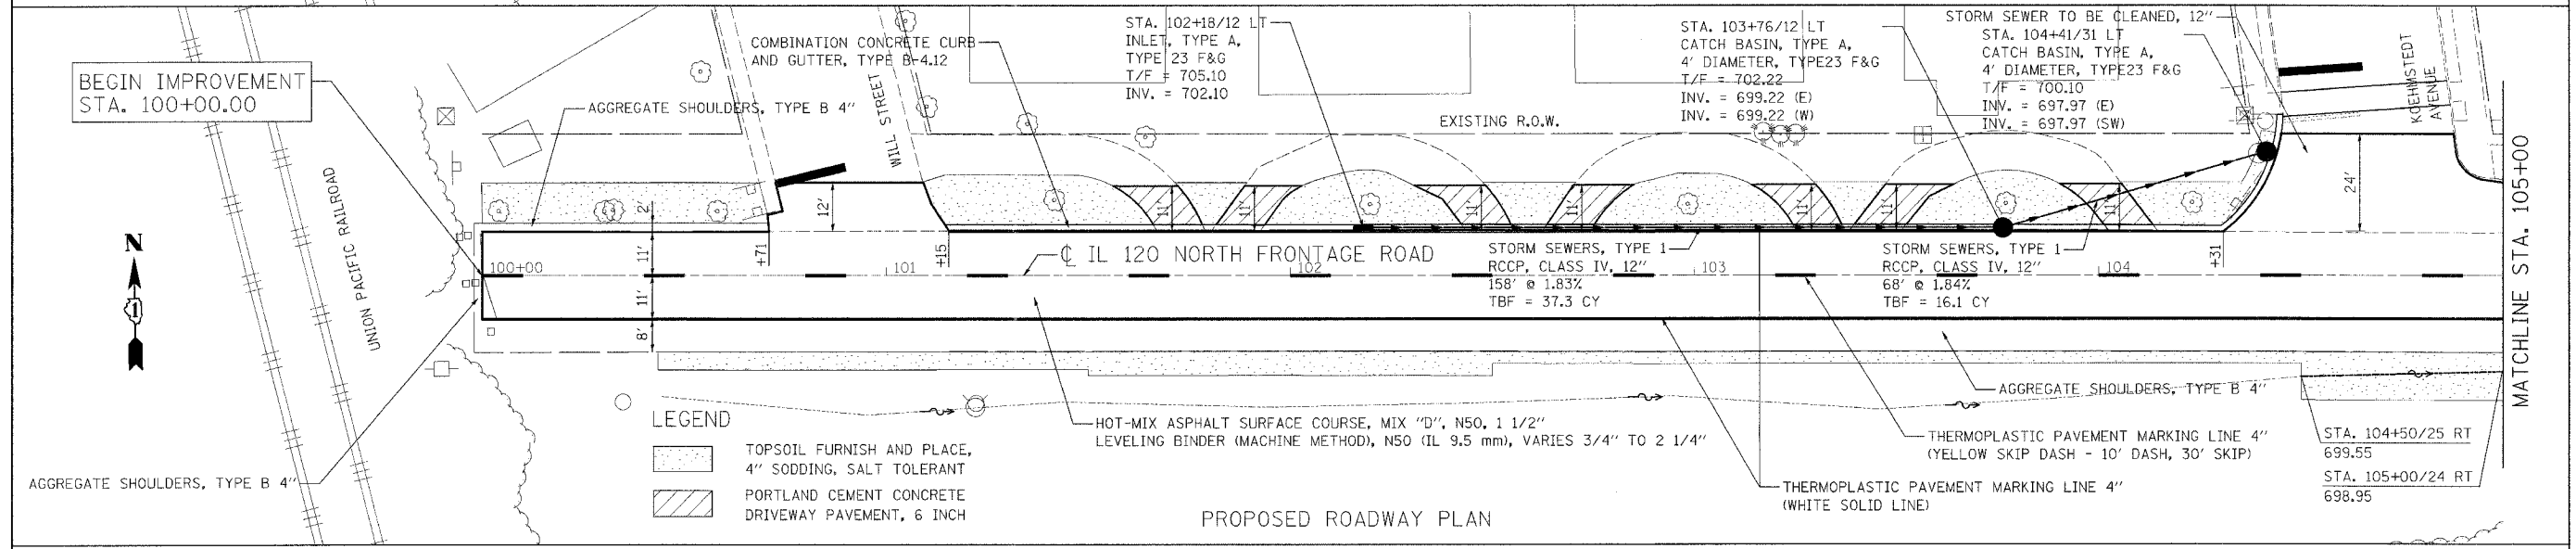 BEGIN IMPROVEMENT
STA. 100+00.00
COMBINATION CONCRETE CURB
AND GUTTER, TYPE B-4.12
AGGREGATE SHOULDERS, TYPE B 4"
STA. 102+18/12 LT
INLET, TYPE A,
TYPE 23 F&G
T/F = 705.10
INV. = 702.10
STA. 103+76/12 LT
CATCH BASIN, TYPE A,
4' DIAMETER, TYPE23 F&G
T/F = 702.22
INV. = 699.22 (E)
INV. = 699.22 (W)
STORM SEWER TO BE CLEANED, 12"
STA. 104+41/31 LT
CATCH BASIN, TYPE A,
4' DIAMETER, TYPE23 F&G
T/F = 700.10
INV. = 697.97 (E)
INV. = 697.97 (SW)
EXISTING R.O.W.
WILL STREET
KOEHMSTEDT
AVENUE
UNION PACIFIC RAILROAD
MATCHLINE STA. 105+00
N
2'
12'
11'
11'
11'
11'
11'
11'
11'
24'
11'
11'
8'
+71
+15
+31
100+00
101
102
103
104
℄ IL 120 NORTH FRONTAGE ROAD
STORM SEWERS, TYPE 1
RCCP, CLASS IV, 12"
158' @ 1.83%
TBF = 37.3 CY
STORM SEWERS, TYPE 1
RCCP, CLASS IV, 12"
68' @ 1.84%
TBF = 16.1 CY
AGGREGATE SHOULDERS, TYPE B 4"
HOT-MIX ASPHALT SURFACE COURSE, MIX "D", N50, 1 1/2"
LEVELING BINDER (MACHINE METHOD), N50 (IL 9.5 mm), VARIES 3/4" TO 2 1/4"
THERMOPLASTIC PAVEMENT MARKING LINE 4"
(YELLOW SKIP DASH - 10' DASH, 30' SKIP)
STA. 104+50/25 RT
699.55
STA. 105+00/24 RT
698.95
THERMOPLASTIC PAVEMENT MARKING LINE 4"
(WHITE SOLID LINE)
AGGREGATE SHOULDERS, TYPE B 4"
LEGEND
TOPSOIL FURNISH AND PLACE,
4" SODDING, SALT TOLERANT
PORTLAND CEMENT CONCRETE
DRIVEWAY PAVEMENT, 6 INCH
PROPOSED ROADWAY PLAN